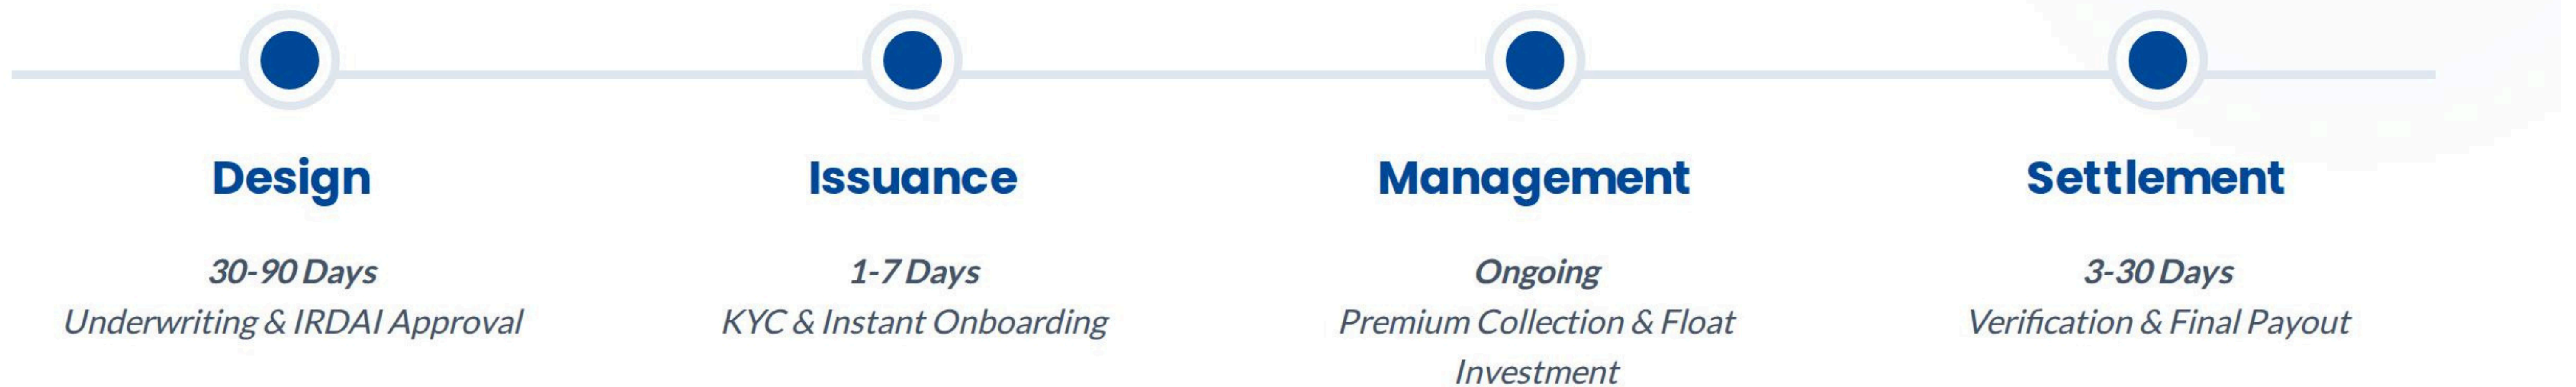 Design
30-90 Days
Underwriting & IRDAI Approval
Issuance
1-7 Days
KYC & Instant Onboarding
Management
Ongoing
Premium Collection & Float
Investment
Settlement
3-30 Days
Verification & Final Payout